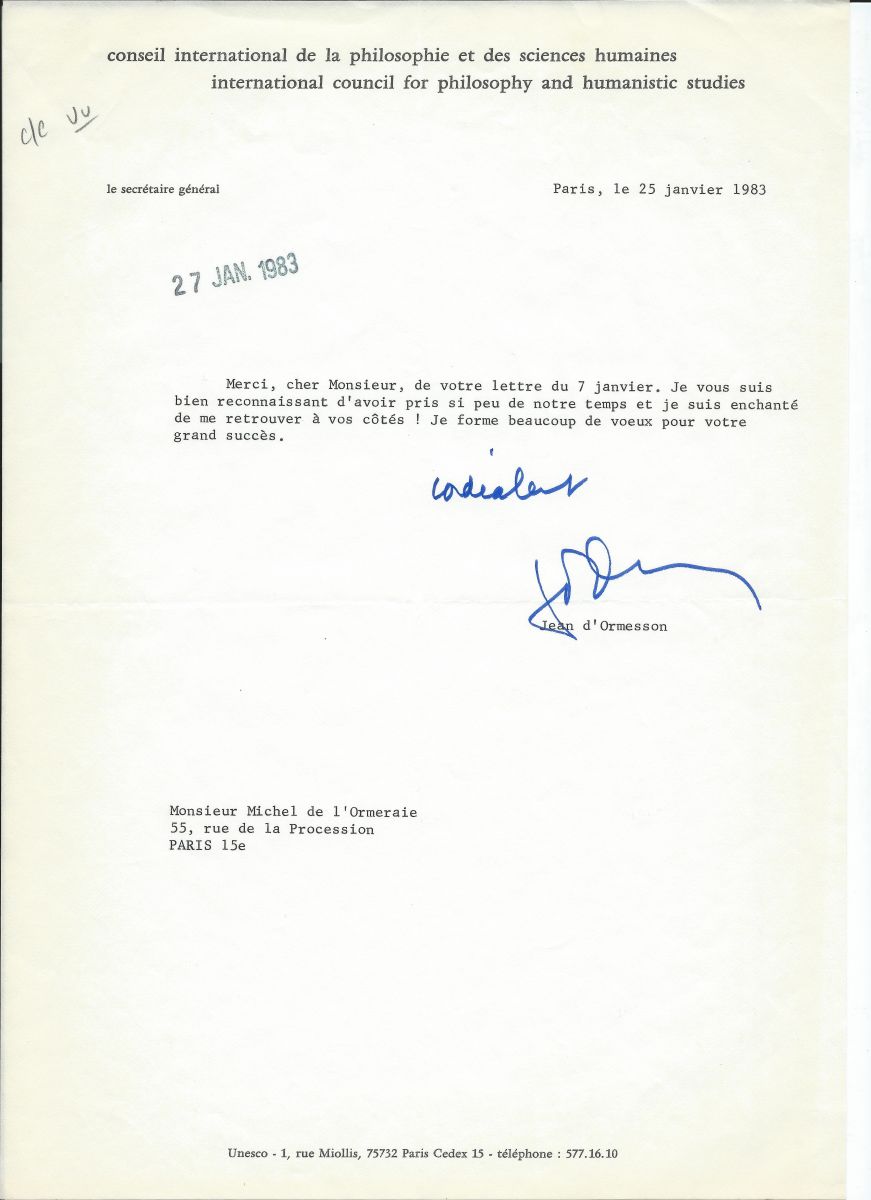 conseil international de la philosophie et des sciences humaines
international council for philosophy and humanistic studies
c/c vu
le secrétaire général
Paris, le 25 janvier 1983
27 JAN. 1983
Merci, cher Monsieur, de votre lettre du 7 janvier. Je vous suis
bien reconnaissant d'avoir pris si peu de notre temps et je suis enchanté
de me retrouver à vos côtés ! Je forme beaucoup de voeux pour votre
grand succès.
cordialement
Jean d'Ormesson
Monsieur Michel de l'Ormeraie
55, rue de la Procession
PARIS 15e
Unesco - 1, rue Miollis, 75732 Paris Cedex 15 - téléphone : 577.16.10